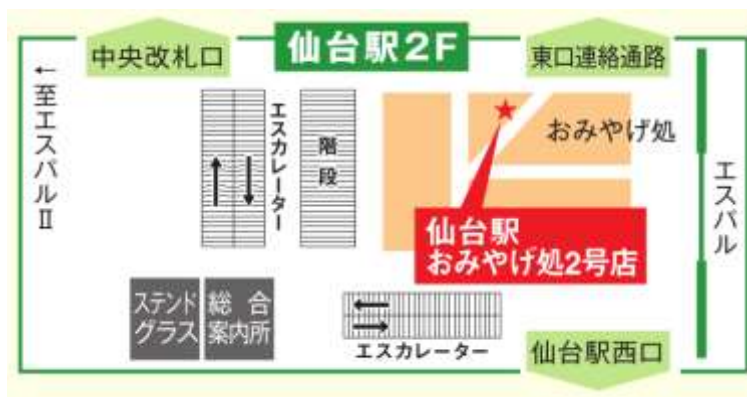 中央改札口
仙台駅2F
東口連絡通路
←至エスパルⅡ
エスカレーター
階段
おみやげ処
エスパル
仙台駅
おみやげ処2号店
ステンド
グラス
総合
案内所
エスカレーター
仙台駅西口